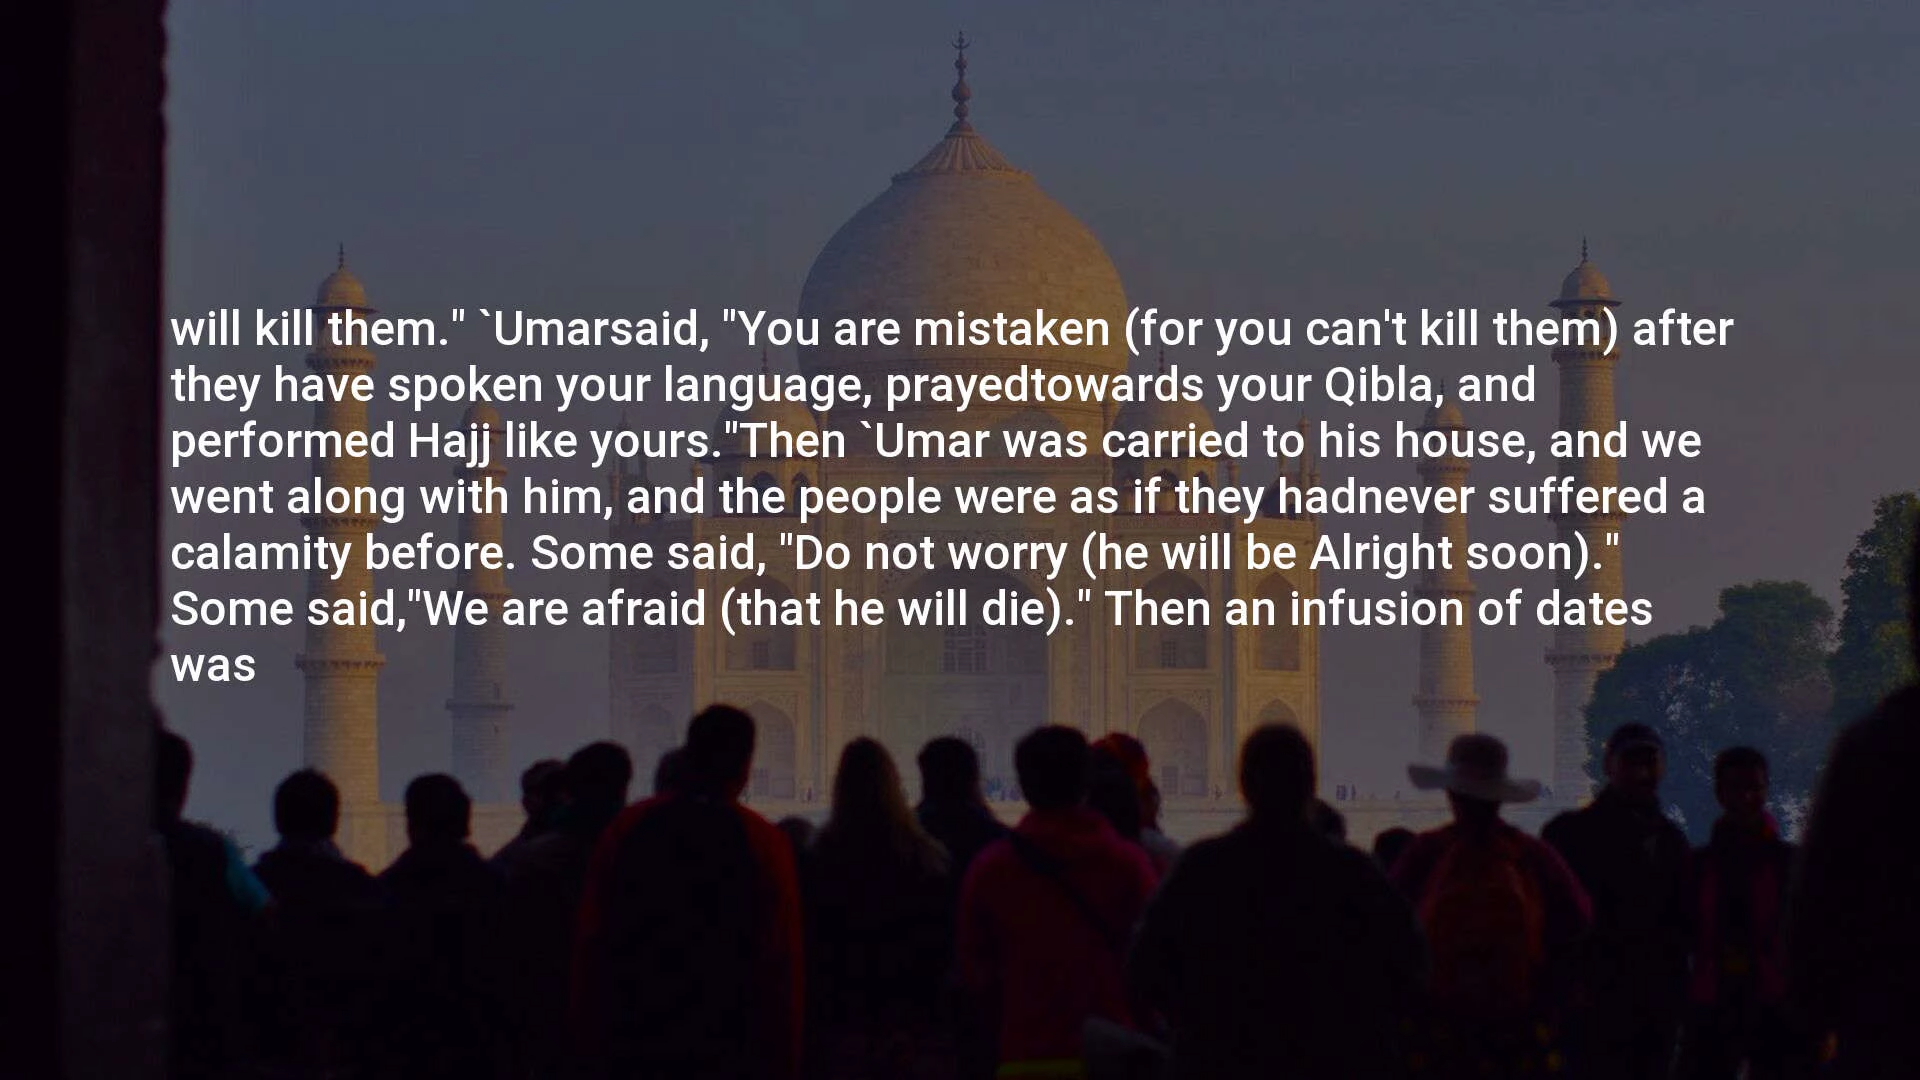 will kill them." `Umarsaid, "You are mistaken (for you can't kill them) after
they have spoken your language, prayedtowards your Qibla, and
performed Hajj like yours."Then `Umar was carried to his house, and we
went along with him, and the people were as if they hadnever suffered a
calamity before. Some said, "Do not worry (he will be Alright soon)."
Some said,"We are afraid (that he will die)." Then an infusion of dates
was